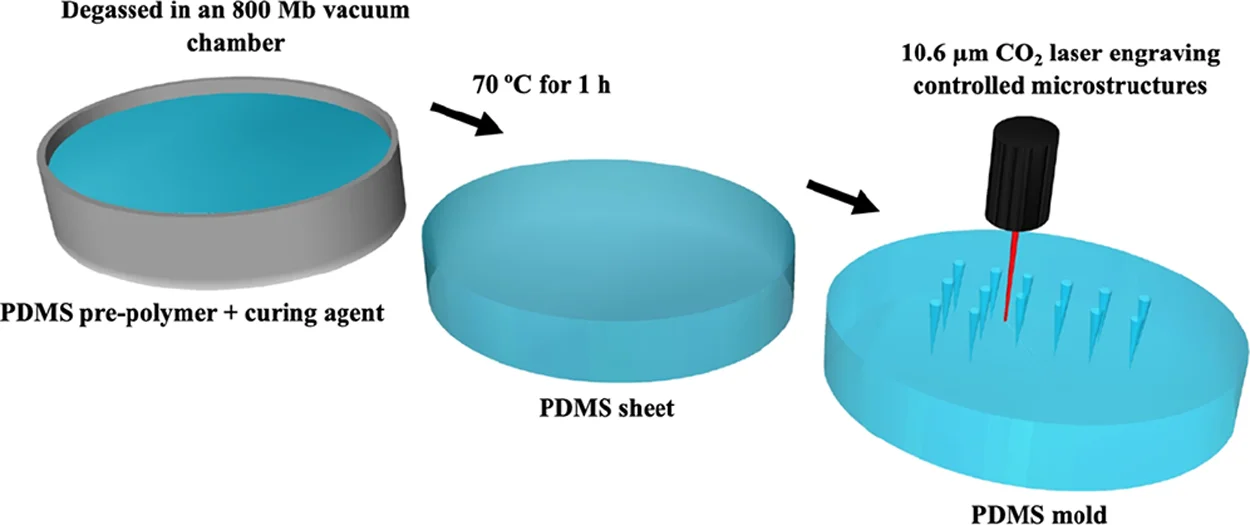 Degassed in an 800 Mb vacuum
chamber
PDMS pre-polymer + curing agent
70 ºC for 1 h
PDMS sheet
10.6 µm CO₂ laser engraving
controlled microstructures
PDMS mold